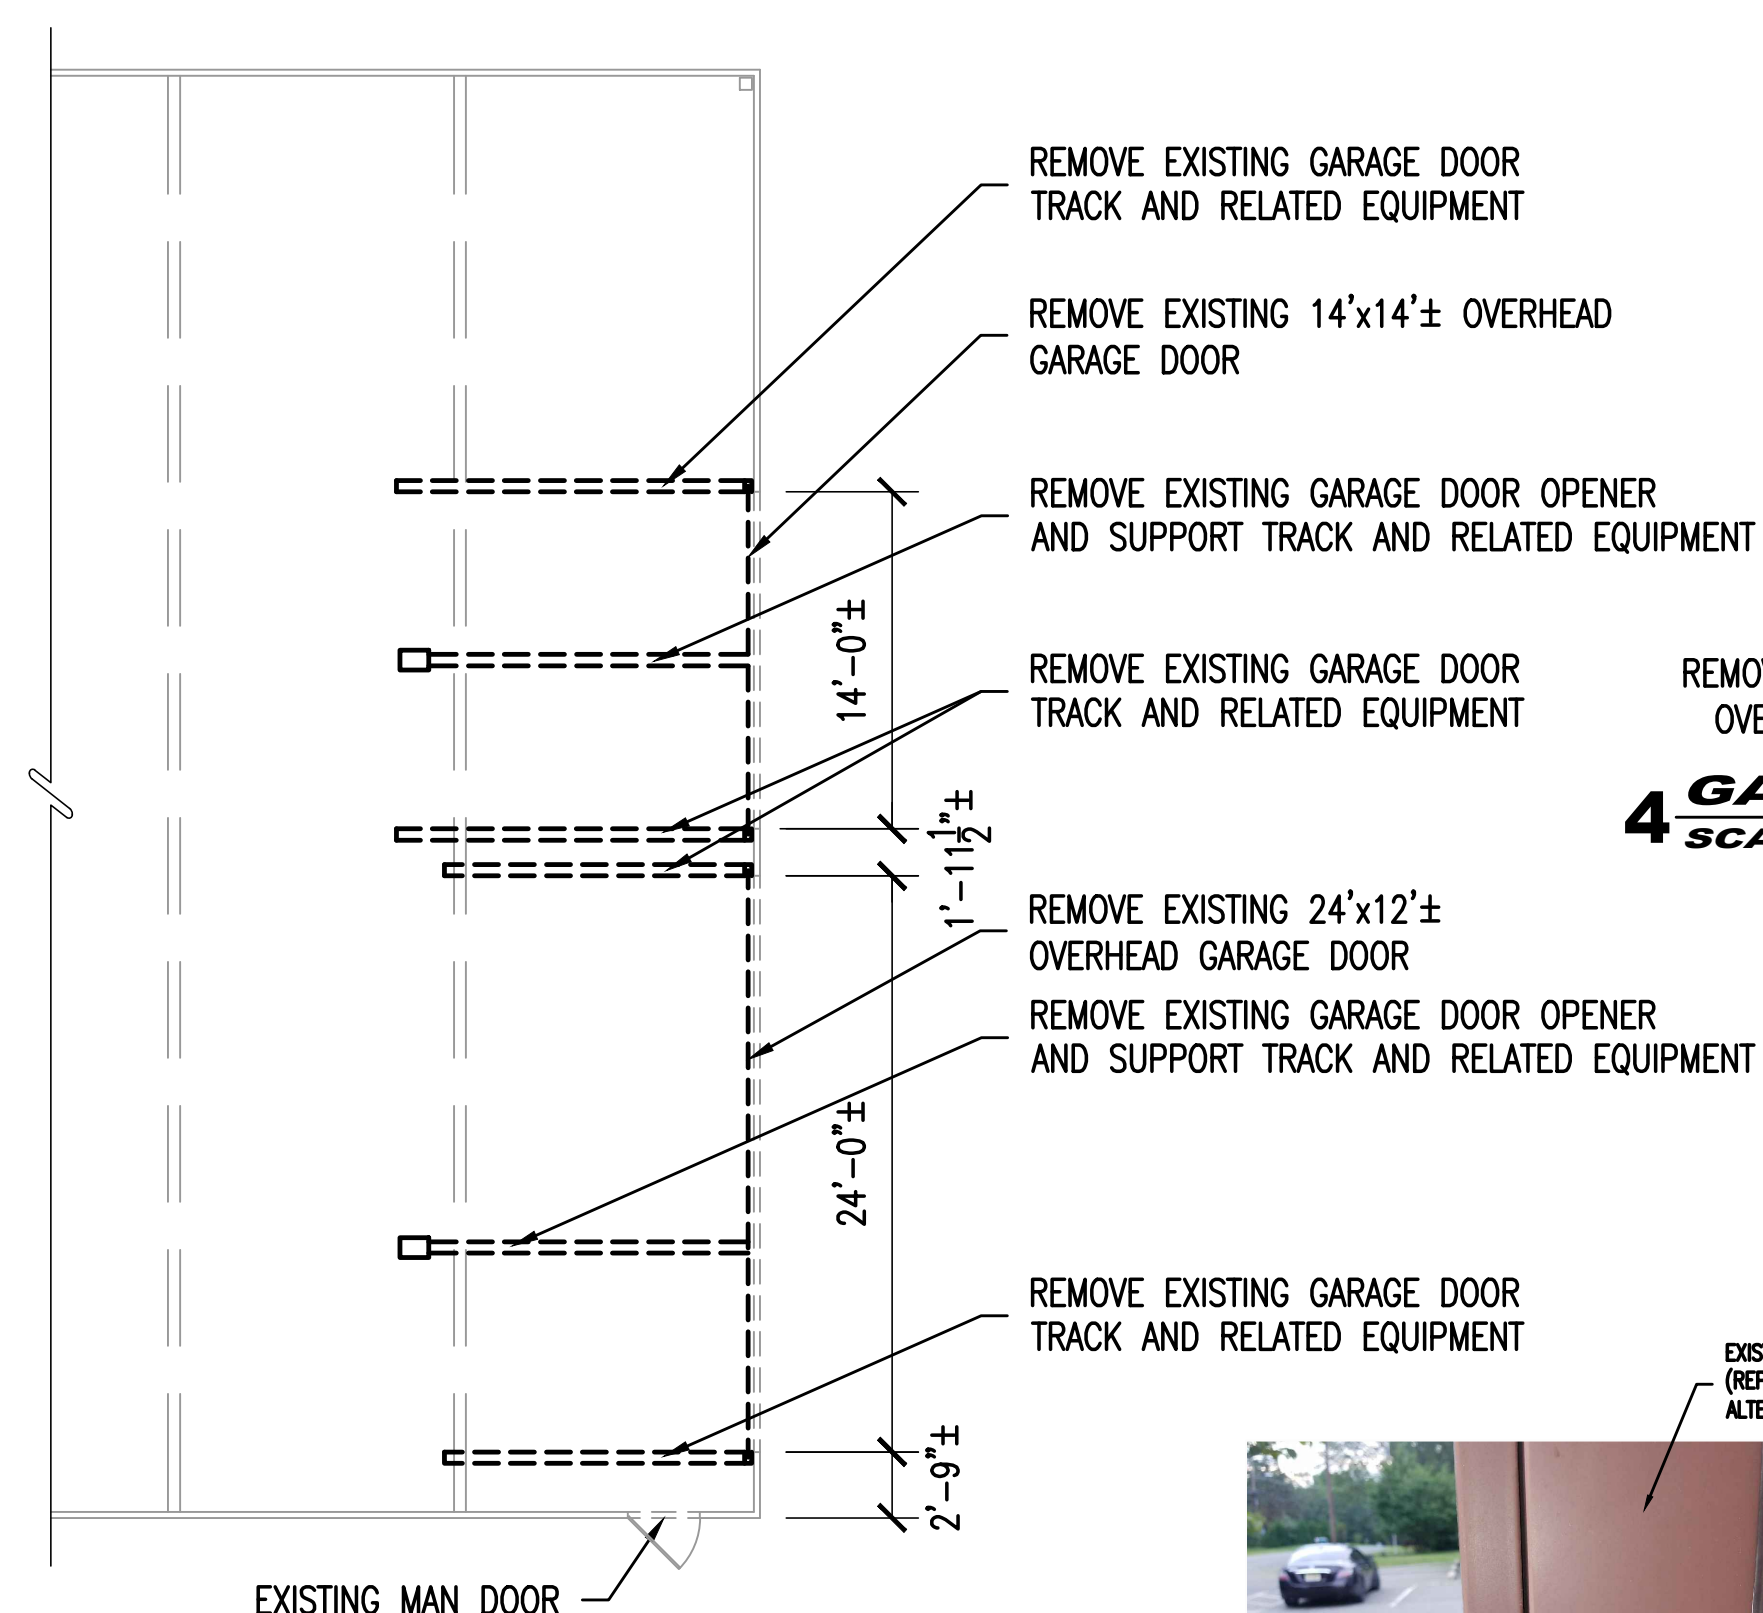 REMOVE EXISTING GARAGE DOOR
TRACK AND RELATED EQUIPMENT
REMOVE EXISTING 14'x14'± OVERHEAD
GARAGE DOOR
REMOVE EXISTING GARAGE DOOR OPENER
AND SUPPORT TRACK AND RELATED EQUIPMENT
14'-0"±
REMOVE EXISTING GARAGE DOOR
TRACK AND RELATED EQUIPMENT
1'-11 1/2"±
REMOVE EXISTING 24'x12'±
OVERHEAD GARAGE DOOR
REMOVE EXISTING GARAGE DOOR OPENER
AND SUPPORT TRACK AND RELATED EQUIPMENT
24'-0"±
REMOVE EXISTING GARAGE DOOR
TRACK AND RELATED EQUIPMENT
2'-9"±
EXISTING MAN DOOR
4